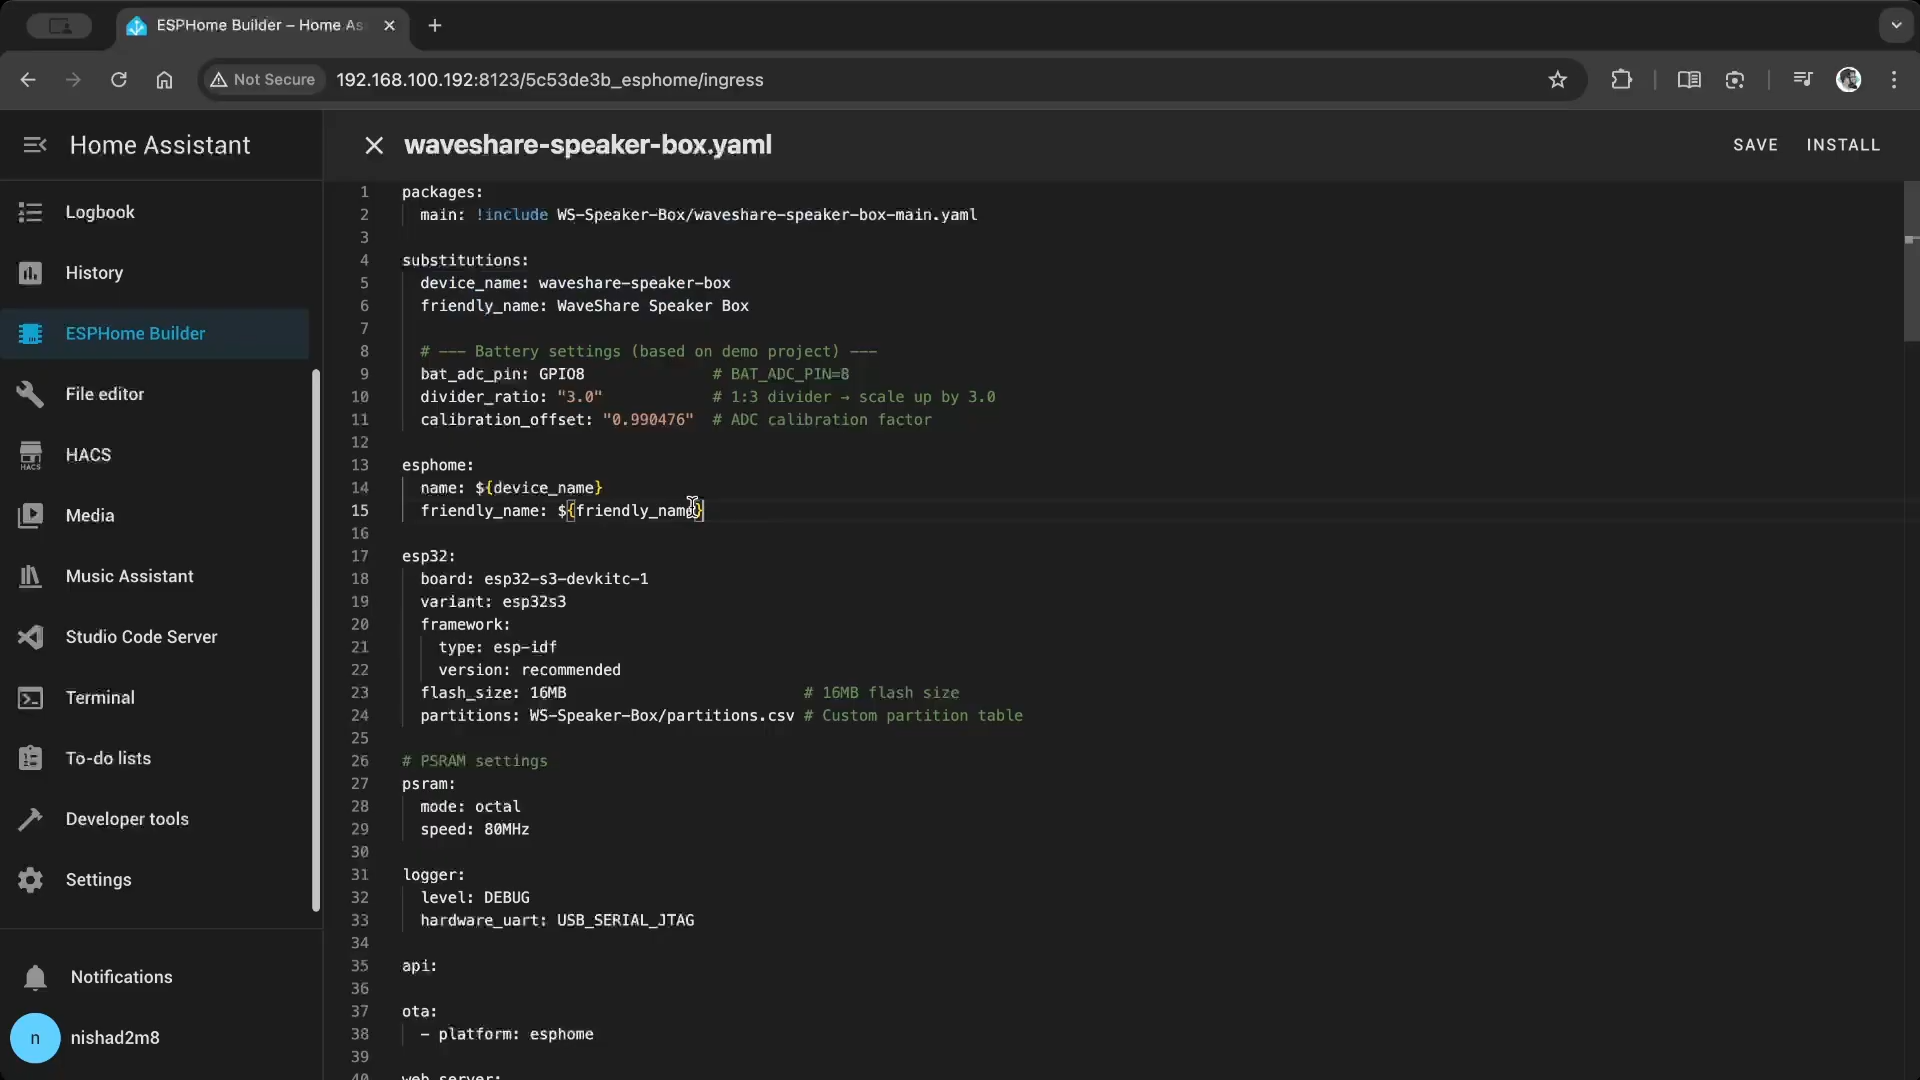 ESPHome Builder – Home As
Not Secure
192.168.100.192:8123/5c53de3b_esphome/ingress
Home Assistant
Logbook
History
ESPHome Builder
File editor
HACS
HACS
Media
Music Assistant
Studio Code Server
Terminal
To-do lists
Developer tools
Settings
Notifications
n
nishad2m8
waveshare-speaker-box.yaml
SAVE
INSTALL
1 packages:
2 main: !include WS-Speaker-Box/waveshare-speaker-box-main.yaml
3
4 substitutions:
5 device_name: waveshare-speaker-box
6 friendly_name: WaveShare Speaker Box
7
8 # --- Battery settings (based on demo project) ---
9 bat_adc_pin: GPIO8 # BAT_ADC_PIN=8
10 divider_ratio: "3.0" # 1:3 divider → scale up by 3.0
11 calibration_offset: "0.990476" # ADC calibration factor
12
13 esphome:
14 name: ${device_name}
15 friendly_name: ${friendly_name}
16
17 esp32:
18 board: esp32-s3-devkitc-1
19 variant: esp32s3
20 framework:
21 type: esp-idf
22 version: recommended
23 flash_size: 16MB # 16MB flash size
24 partitions: WS-Speaker-Box/partitions.csv # Custom partition table
25
26 # PSRAM settings
27 psram:
28 mode: octal
29 speed: 80MHz
30
31 logger:
32 level: DEBUG
33 hardware_uart: USB_SERIAL_JTAG
34
35 api:
36
37 ota:
38 - platform: esphome
39
40 web_server: